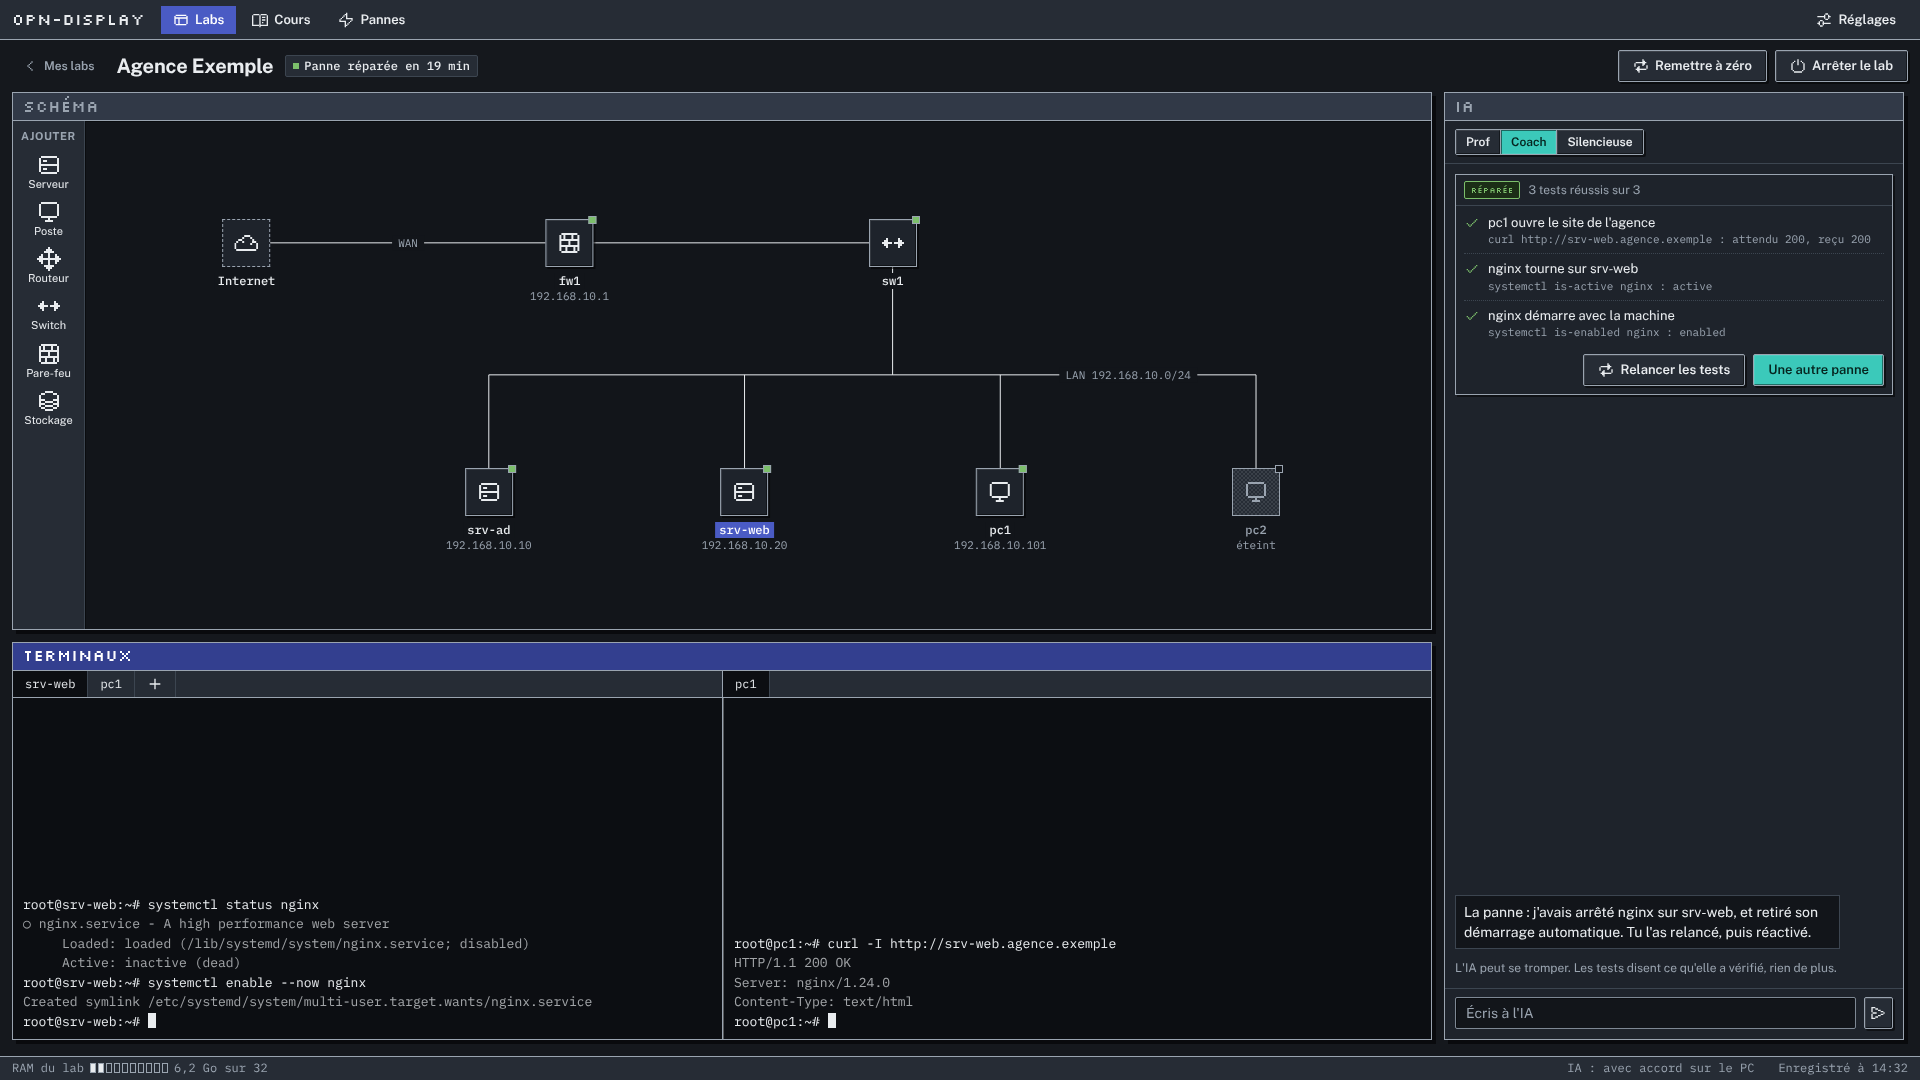 OPN-DISPLAY
Labs
Cours
Pannes
Réglages
Mes labs
Agence Exemple
Panne réparée en 19 min
Remettre à zéro
Arrêter le lab
SCHÉMA
AJOUTER
Serveur
Poste
Routeur
Switch
Pare-feu
Stockage
Internet
WAN
fw1
192.168.10.1
sw1
LAN 192.168.10.0/24
srv-ad
192.168.10.10
srv-web
192.168.10.20
pc1
192.168.10.101
pc2
éteint
TERMINAUX
srv-web
pc1
+
root@srv-web:~# systemctl status nginx
○ nginx.service - A high performance web server
Loaded: loaded (/lib/systemd/system/nginx.service; disabled)
Active: inactive (dead)
root@srv-web:~# systemctl enable --now nginx
Created symlink /etc/systemd/system/multi-user.target.wants/nginx.service
root@srv-web:~#
pc1
root@pc1:~# curl -I http://srv-web.agence.exemple
HTTP/1.1 200 OK
Server: nginx/1.24.0
Content-Type: text/html
root@pc1:~#
IA
Prof
Coach
Silencieuse
RÉPARÉE
3 tests réussis sur 3
pc1 ouvre le site de l'agence
curl http://srv-web.agence.exemple : attendu 200, reçu 200
nginx tourne sur srv-web
systemctl is-active nginx : active
nginx démarre avec la machine
systemctl is-enabled nginx : enabled
Relancer les tests
Une autre panne
La panne : j'avais arrêté nginx sur srv-web, et retiré son
démarrage automatique. Tu l'as relancé, puis réactivé.
L'IA peut se tromper. Les tests disent ce qu'elle a vérifié, rien de plus.
Écris à l'IA
RAM du lab
6,2 Go sur 32
IA : avec accord sur le PC
Enregistré à 14:32